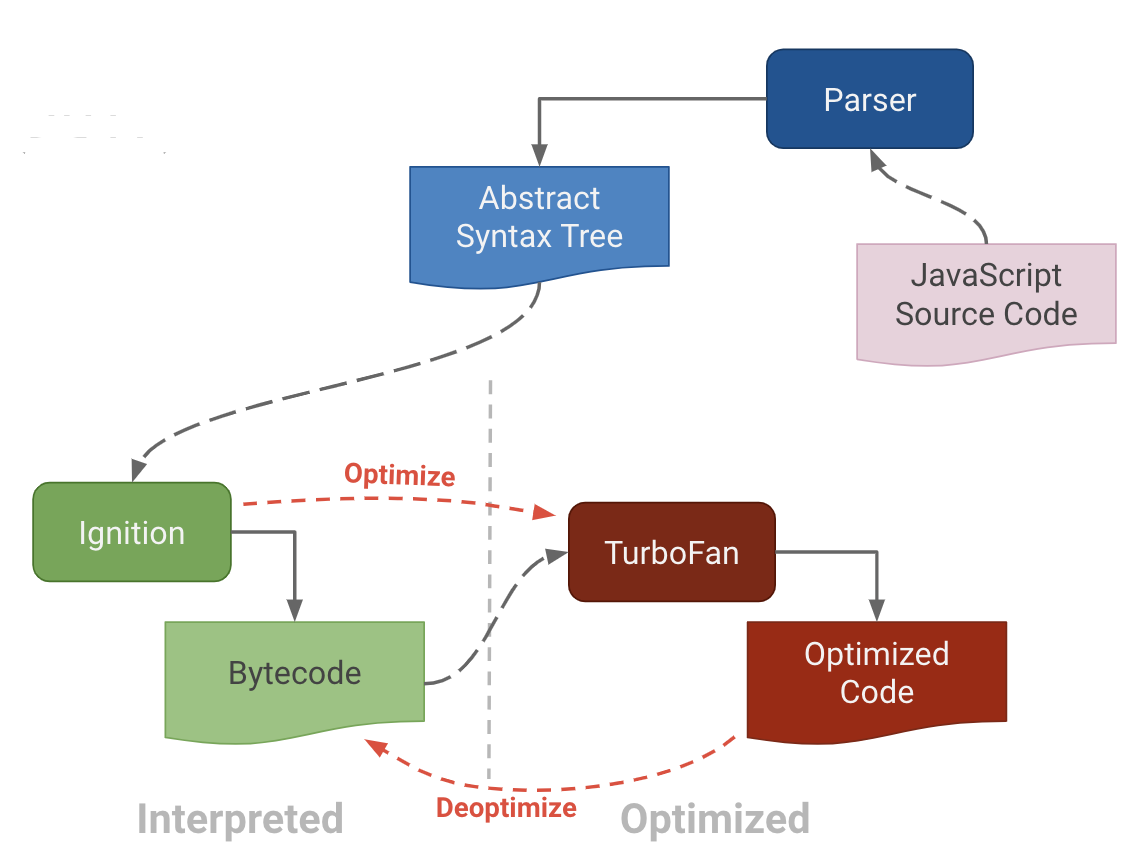 Parser
Abstract
Syntax Tree
JavaScript
Source Code
Optimize
Ignition
TurboFan
Bytecode
Optimized
Code
Deoptimize
Interpreted
Optimized